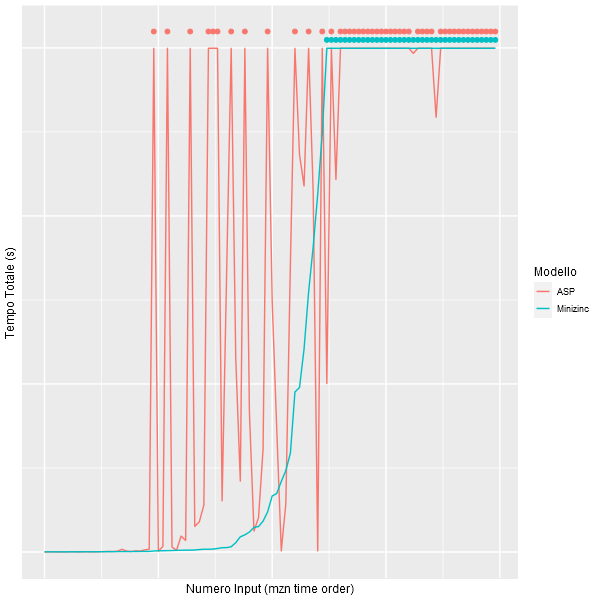 Tempo Totale (s)
Numero Input (mzn time order)
Modello
ASP
Minizinc